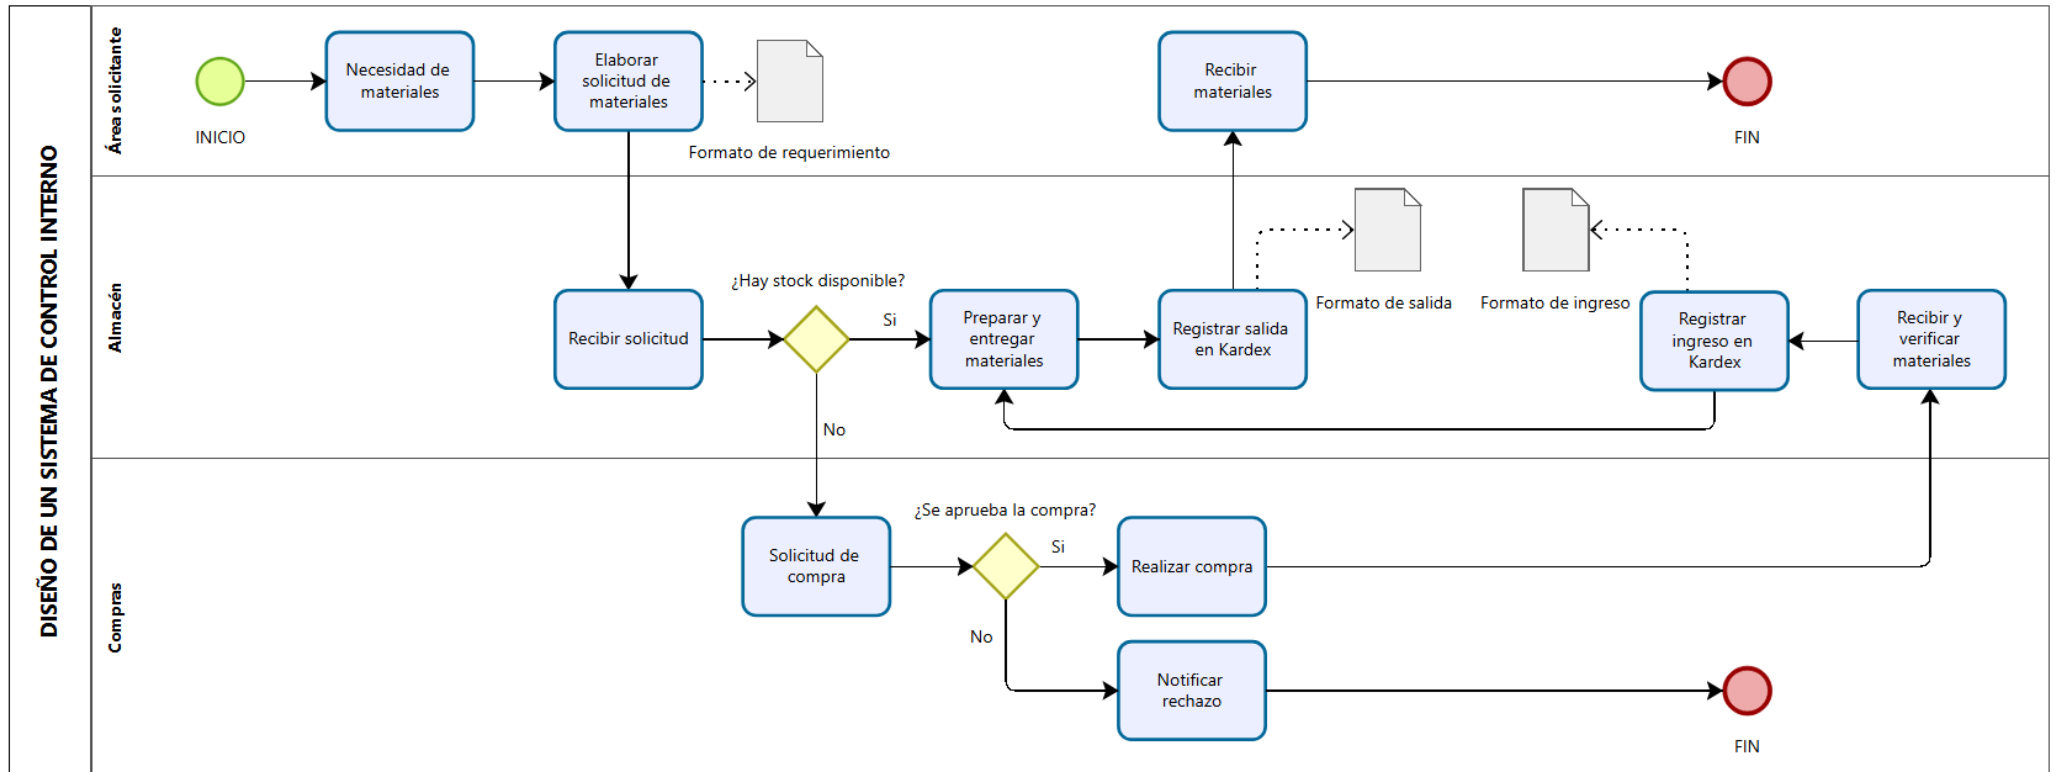 DISEÑO DE UN SISTEMA DE CONTROL INTERNO
Área solicitante
INICIO
Necesidad de
materiales
Elaborar
solicitud de
materiales
Formato de requerimiento
Recibir
materiales
FIN
Almacén
Recibir solicitud
¿Hay stock disponible?
Si
No
Preparar y
entregar
materiales
Registrar salida
en Kardex
Formato de salida
Formato de ingreso
Registrar
ingreso en
Kardex
Recibir y
verificar
materiales
Compras
Solicitud de
compra
¿Se aprueba la compra?
Si
No
Realizar compra
Notificar
rechazo
FIN